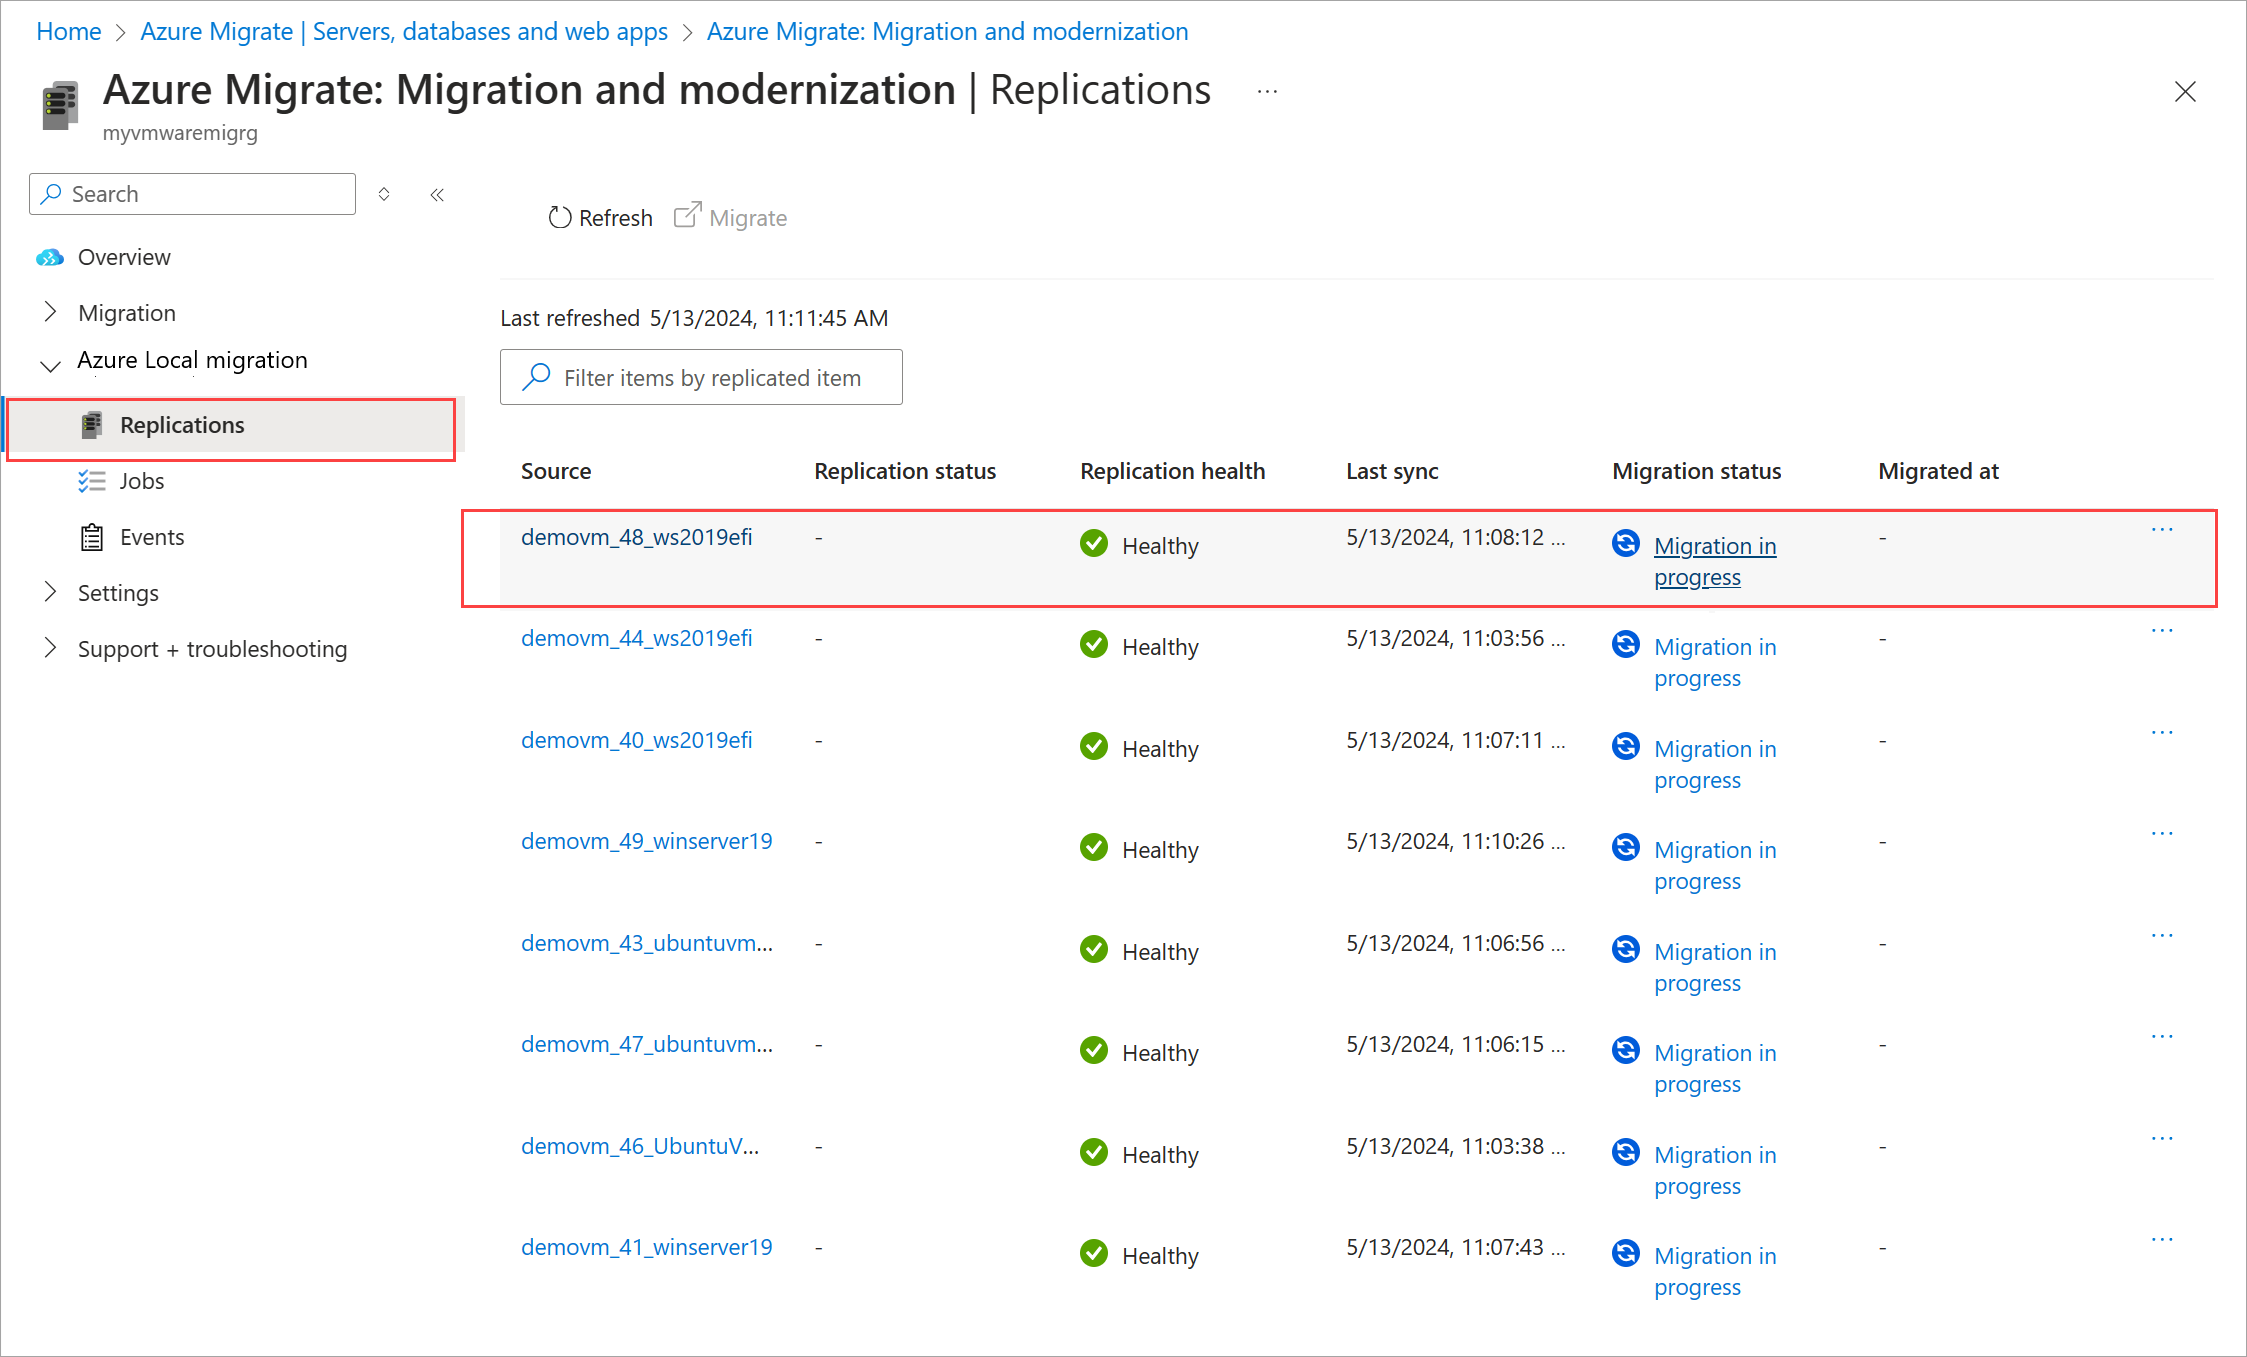 Home > Azure Migrate | Servers, databases and web apps > Azure Migrate: Migration and modernization
Azure Migrate: Migration and modernization | Replications ...
myvmwaremigrg
Search
Overview
Migration
Azure Local migration
Replications
Jobs
Events
Settings
Support + troubleshooting
Refresh Migrate
Last refreshed 5/13/2024, 11:11:45 AM
Filter items by replicated item
Source Replication status Replication health Last sync Migration status Migrated at
demovm_48_ws2019efi - Healthy 5/13/2024, 11:08:12 ... Migration in - ...
progress
demovm_44_ws2019efi - Healthy 5/13/2024, 11:03:56 ... Migration in - ...
progress
demovm_40_ws2019efi - Healthy 5/13/2024, 11:07:11 ... Migration in - ...
progress
demovm_49_winserver19 - Healthy 5/13/2024, 11:10:26 ... Migration in - ...
progress
demovm_43_ubuntuvm... - Healthy 5/13/2024, 11:06:56 ... Migration in - ...
progress
demovm_47_ubuntuvm... - Healthy 5/13/2024, 11:06:15 ... Migration in - ...
progress
demovm_46_UbuntuV... - Healthy 5/13/2024, 11:03:38 ... Migration in - ...
progress
demovm_41_winserver19 - Healthy 5/13/2024, 11:07:43 ... Migration in - ...
progress